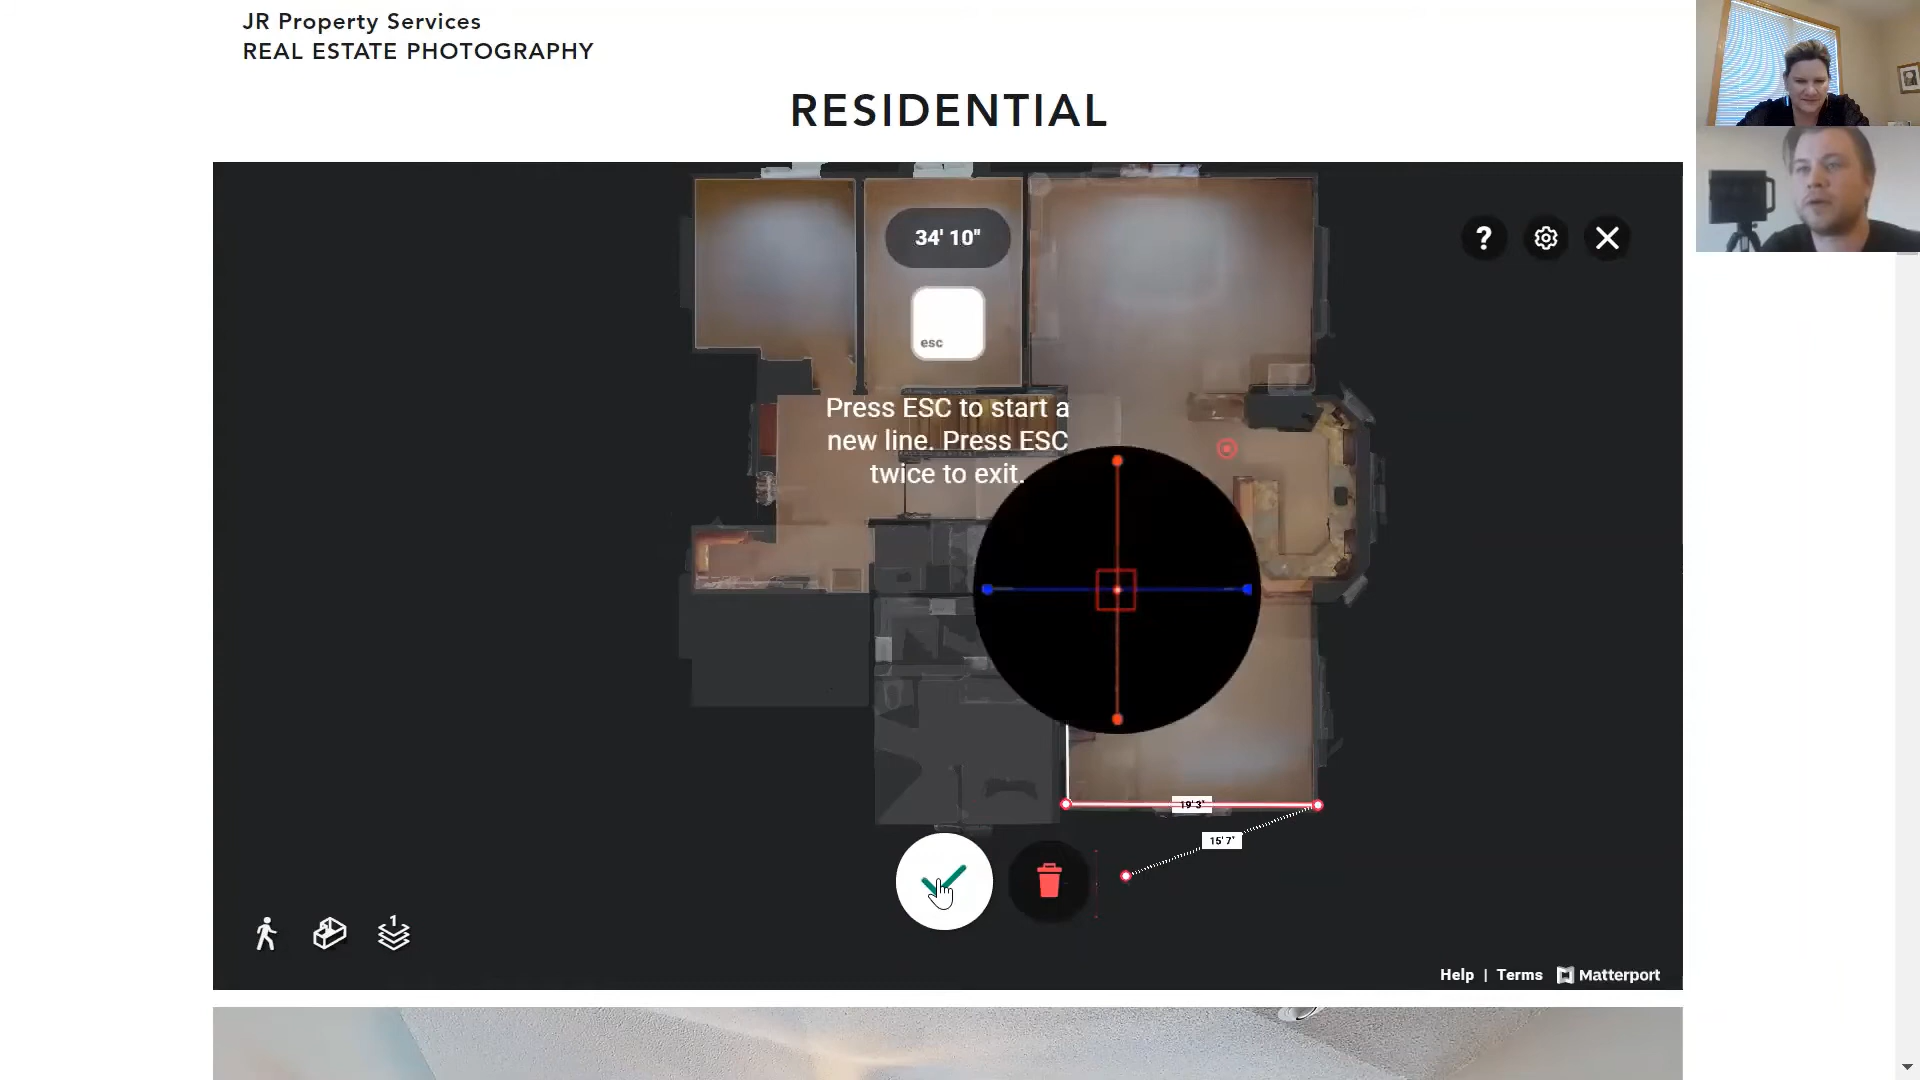 JR Property Services
REAL ESTATE PHOTOGRAPHY
RESIDENTIAL
34' 10"
esc
Press ESC to start a
new line. Press ESC
twice to exit.
19' 3"
15' 7"
1
Help | Terms Matterport